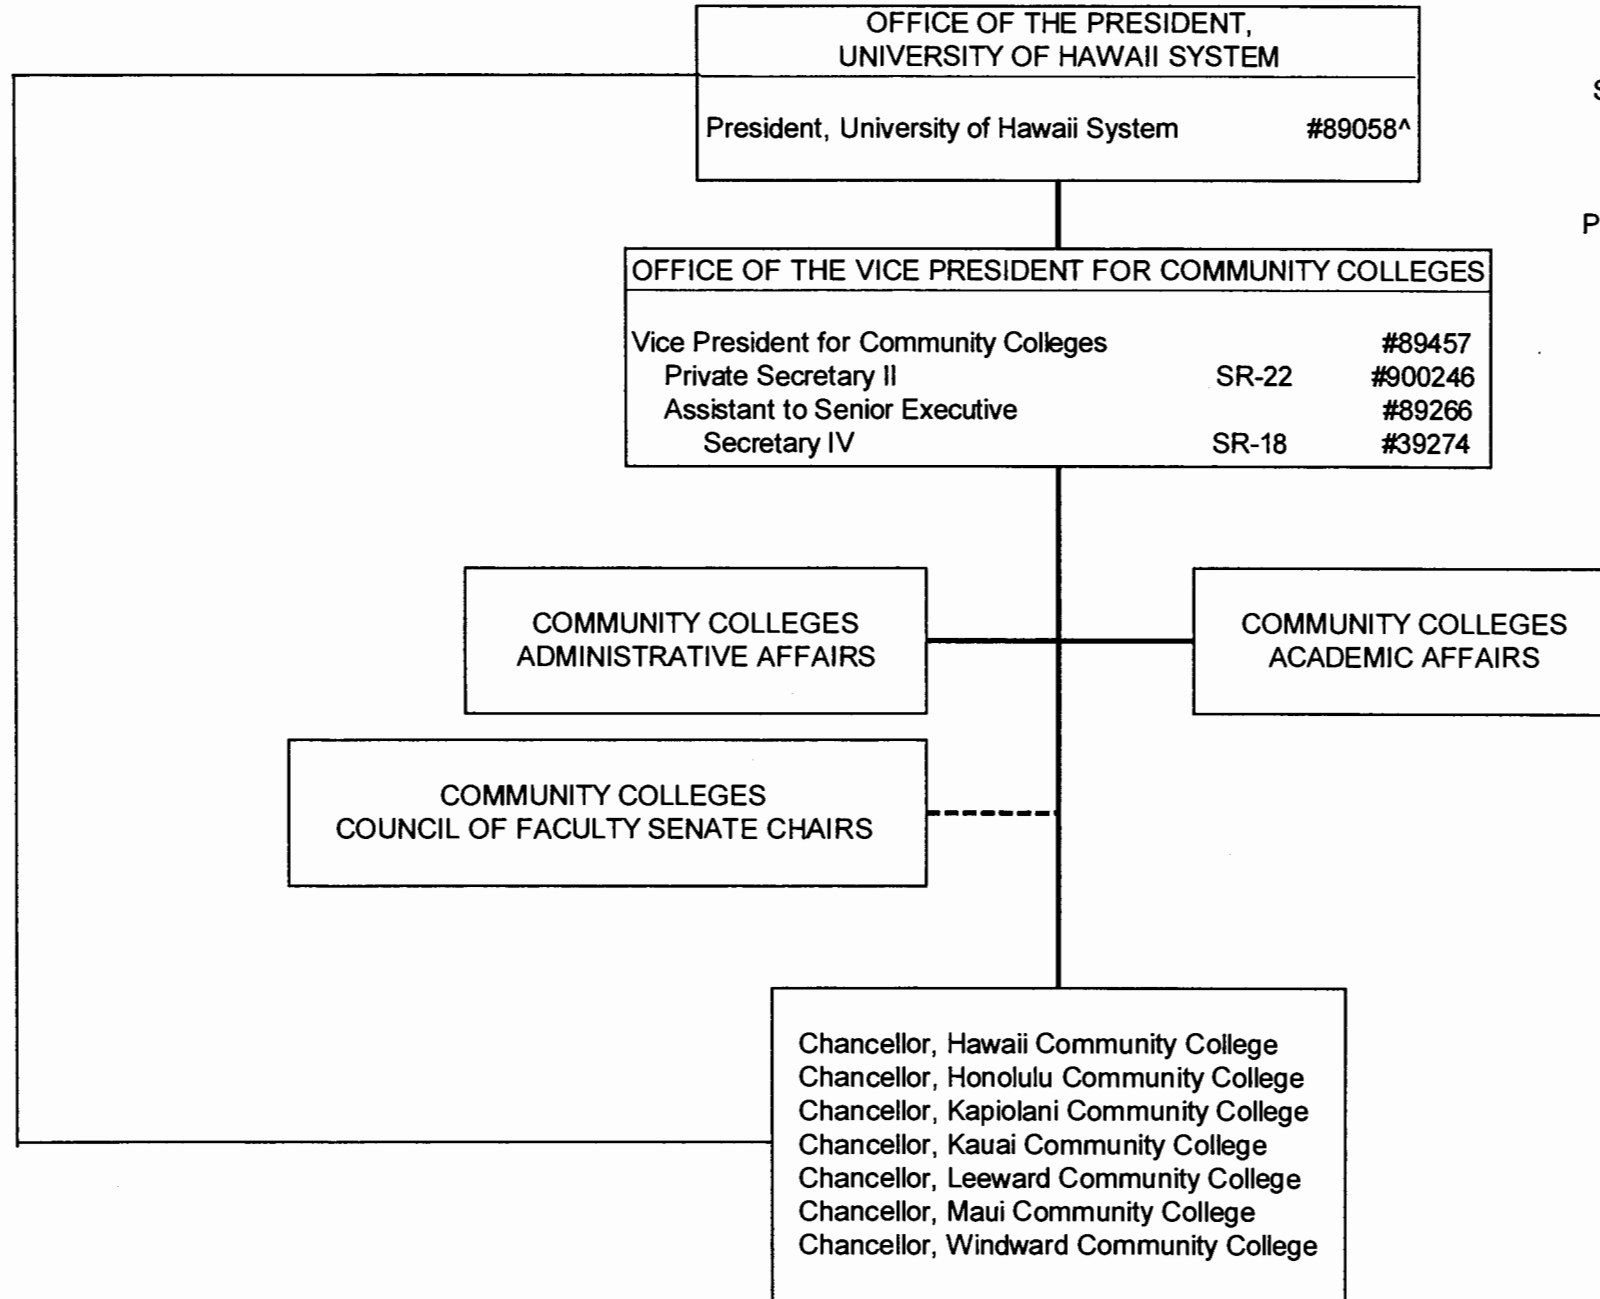 OFFICE OF THE PRESIDENT,
UNIVERSITY OF HAWAII SYSTEM
President, University of Hawaii System #89058^
S
P
OFFICE OF THE VICE PRESIDENT FOR COMMUNITY COLLEGES
Vice President for Community Colleges #89457
Private Secretary II SR-22 #900246
Assistant to Senior Executive #89266
Secretary IV SR-18 #39274
COMMUNITY COLLEGES
ADMINISTRATIVE AFFAIRS
COMMUNITY COLLEGES
ACADEMIC AFFAIRS
COMMUNITY COLLEGES
COUNCIL OF FACULTY SENATE CHAIRS
Chancellor, Hawaii Community College
Chancellor, Honolulu Community College
Chancellor, Kapiolani Community College
Chancellor, Kauai Community College
Chancellor, Leeward Community College
Chancellor, Maui Community College
Chancellor, Windward Community College